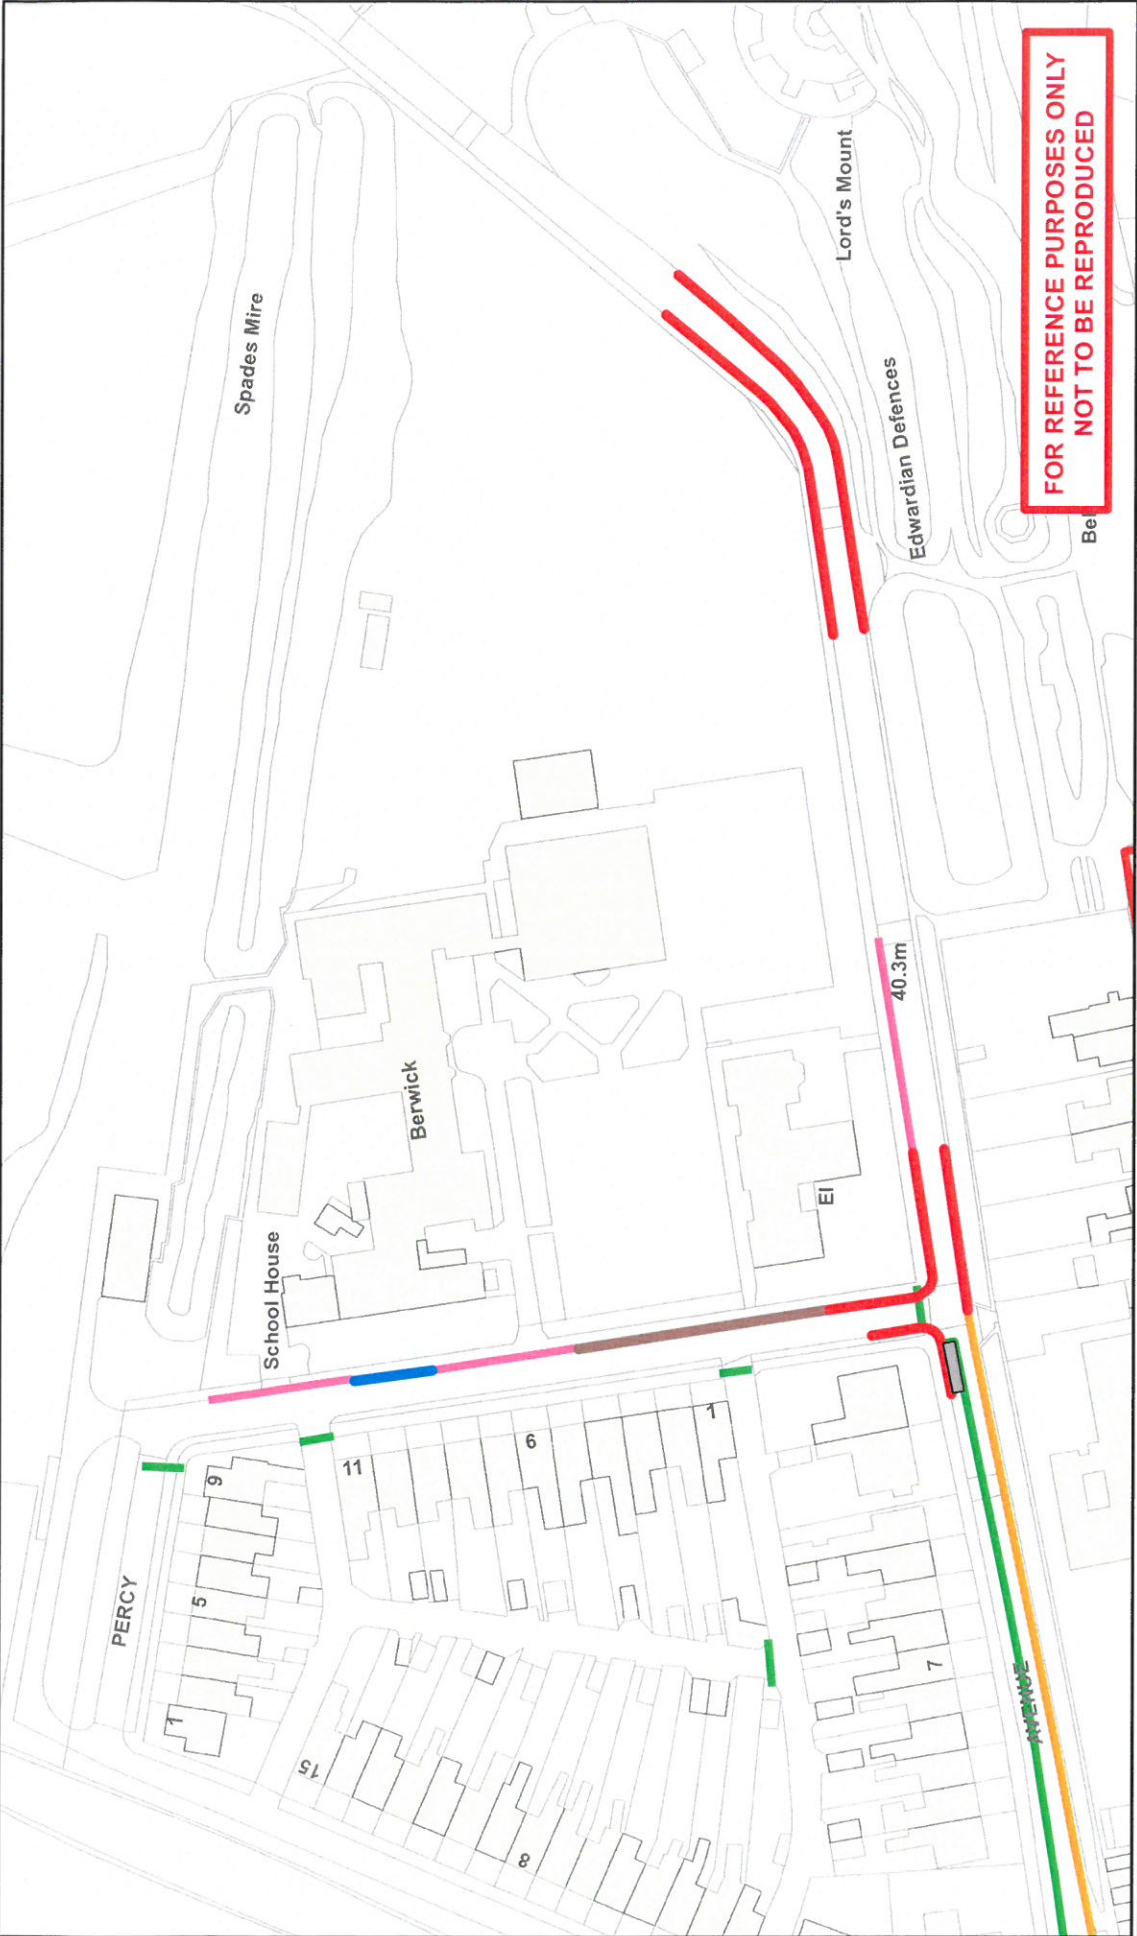 FOR REFERENCE PURPOSES ONLY
NOT TO BE REPRODUCED
Spades Mire
Lord's Mount
Edwardian Defences
Be
Berwick
School House
40.3m
El
PERCY
9
5
1
11
6
1
15
8
7
AVENUE